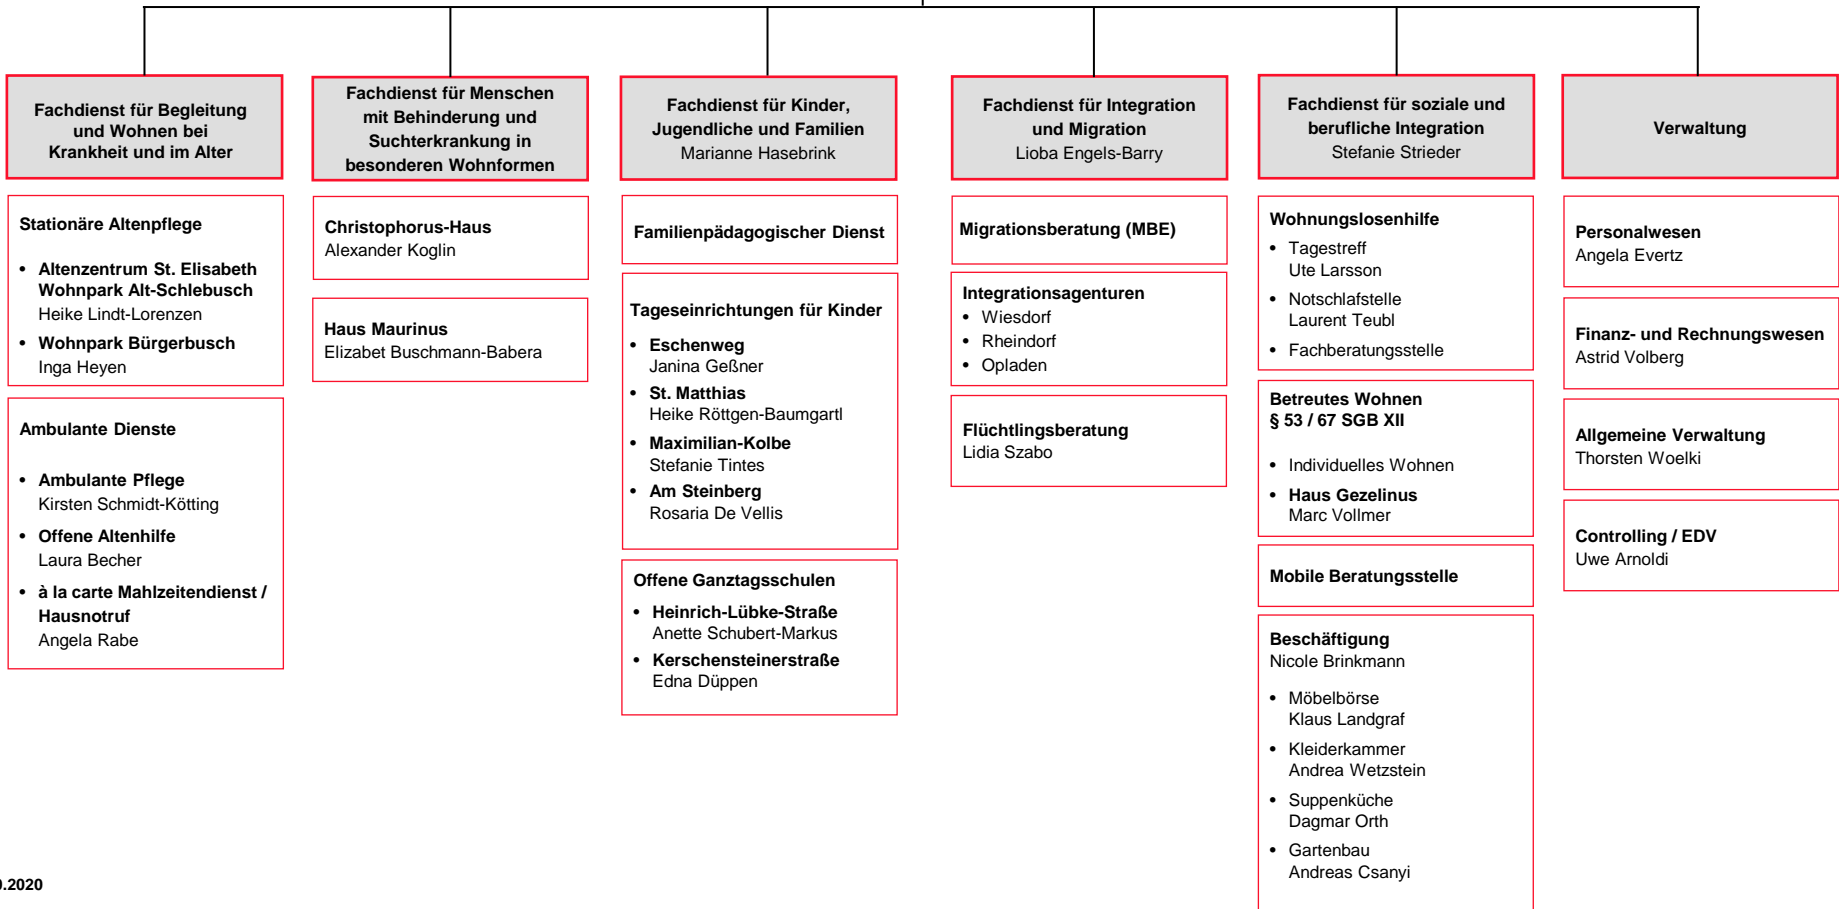 Fachdienst für Begleitung
und Wohnen bei
Krankheit und im Alter
Stationäre Altenpflege
• Altenzentrum St. Elisabeth
Wohnpark Alt-Schlebusch
Heike Lindt-Lorenzen
• Wohnpark Bürgerbusch
Inga Heyen
Ambulante Dienste
• Ambulante Pflege
Kirsten Schmidt-Kötting
• Offene Altenhilfe
Laura Becher
• à la carte Mahlzeitendienst /
Hausnotruf
Angela Rabe
Fachdienst für Menschen
mit Behinderung und
Suchterkrankung in
besonderen Wohnformen
Christophorus-Haus
Alexander Koglin
Haus Maurinus
Elizabet Buschmann-Babera
Fachdienst für Kinder,
Jugendliche und Familien
Marianne Hasebrink
Familienpädagogischer Dienst
Tageseinrichtungen für Kinder
• Eschenweg
Janina Geßner
• St. Matthias
Heike Röttgen-Baumgartl
• Maximilian-Kolbe
Stefanie Tintes
• Am Steinberg
Rosaria De Vellis
Offene Ganztagsschulen
• Heinrich-Lübke-Straße
Anette Schubert-Markus
• Kerschensteinerstraße
Edna Düppen
Fachdienst für Integration
und Migration
Lioba Engels-Barry
Migrationsberatung (MBE)
Integrationsagenturen
• Wiesdorf
• Rheindorf
• Opladen
Flüchtlingsberatung
Lidia Szabo
Fachdienst für soziale und
berufliche Integration
Stefanie Strieder
Wohnungslosenhilfe
• Tagestreff
Ute Larsson
• Notschlafstelle
Laurent Teubl
• Fachberatungsstelle
Betreutes Wohnen
§ 53 / 67 SGB XII
• Individuelles Wohnen
• Haus Gezelinus
Marc Vollmer
Mobile Beratungsstelle
Beschäftigung
Nicole Brinkmann
• Möbelbörse
Klaus Landgraf
• Kleiderkammer
Andrea Wetzstein
• Suppenküche
Dagmar Orth
• Gartenbau
Andreas Csanyi
Verwaltung
Personalwesen
Angela Evertz
Finanz- und Rechnungswesen
Astrid Volberg
Allgemeine Verwaltung
Thorsten Woelki
Controlling / EDV
Uwe Arnoldi
.2020